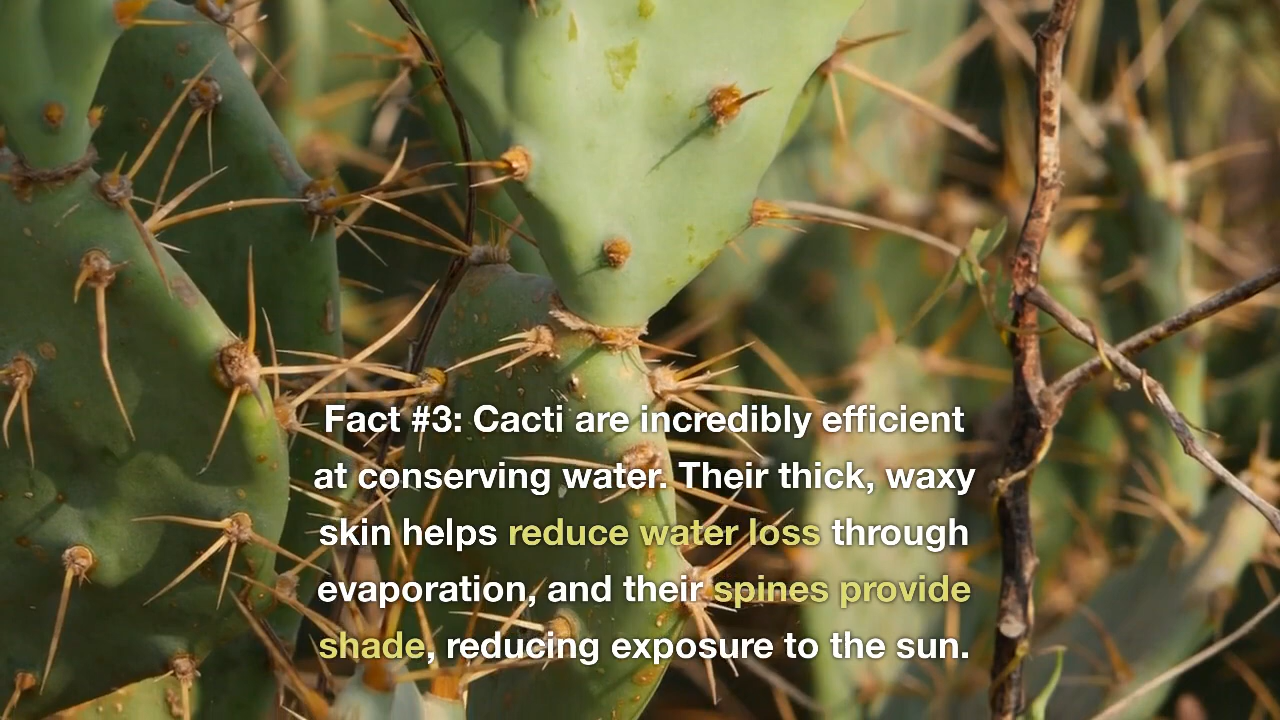 Fact #3: Cacti are incredibly efficient
at conserving water. Their thick, waxy
skin helps reduce water loss through
evaporation, and their spines provide
shade, reducing exposure to the sun.